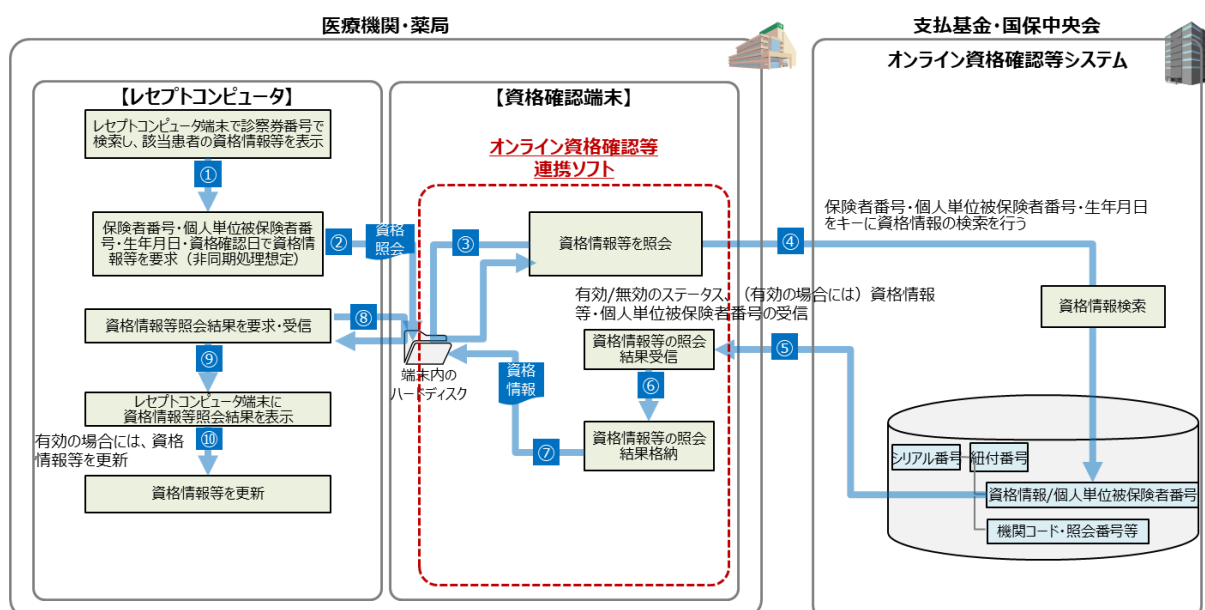 医療機関・薬局
支払基金・国保中央会
オンライン資格確認等システム
【レセプトコンピュータ】
レセプトコンピュータ端末で診察券番号で
検索し、該当患者の資格情報等を表示
①
保険者番号・個人単位被保険者番
号・生年月日・資格確認日で資格情
報等を要求（非同期処理想定）
②
資格
照会
資格情報等照会結果を要求・受信
⑧
⑨
レセプトコンピュータ端末に
資格情報等照会結果を表示
⑩
有効の場合には、資格
情報等を更新
資格情報等を更新
【資格確認端末】
オンライン資格確認等
連携ソフト
③
資格情報等を照会
④
保険者番号・個人単位被保険者番号・生年月日
をキーに資格情報の検索を行う
有効/無効のステータス、（有効の場合には）資格情報
等・個人単位被保険者番号の受信
資格情報等の照会
結果受信
⑤
⑥
端末内の
ハードディスク
資格
情報
⑦
資格情報等の照会
結果格納
資格情報検索
シリアル番号
紐付番号
資格情報/個人単位被保険者番号
機関コード・照会番号等